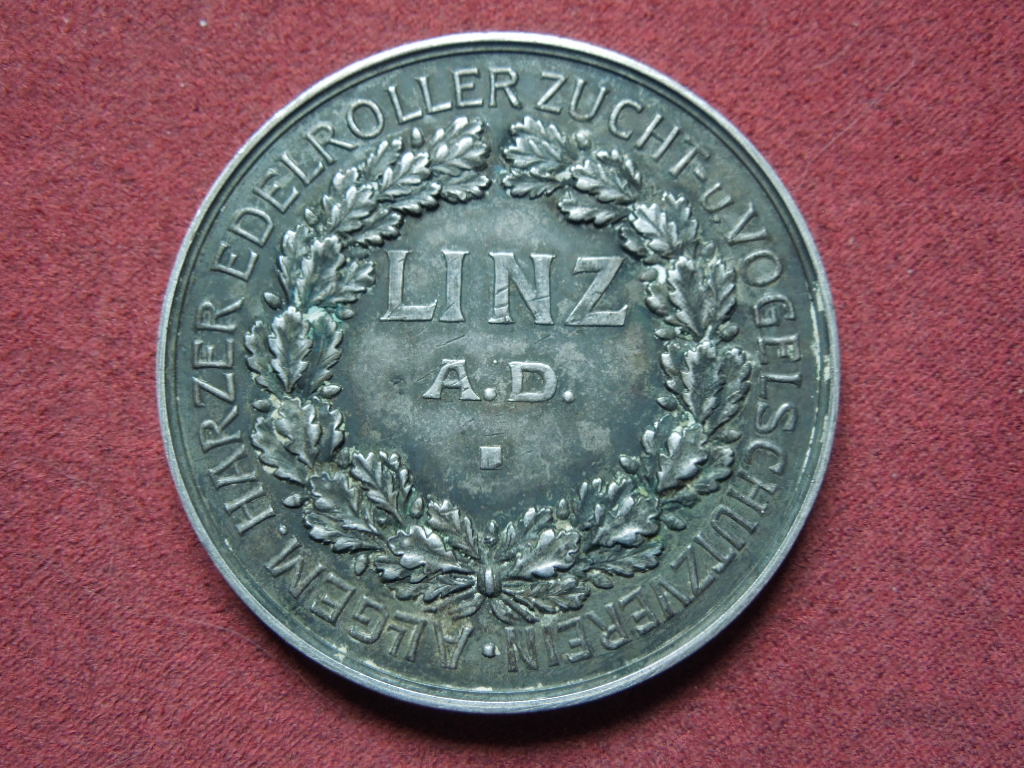 ALLGEM. HARZER EDELROLLER ZUCHT- u. VOGELSCHUTZVEREIN ·
LINZ
A. D.